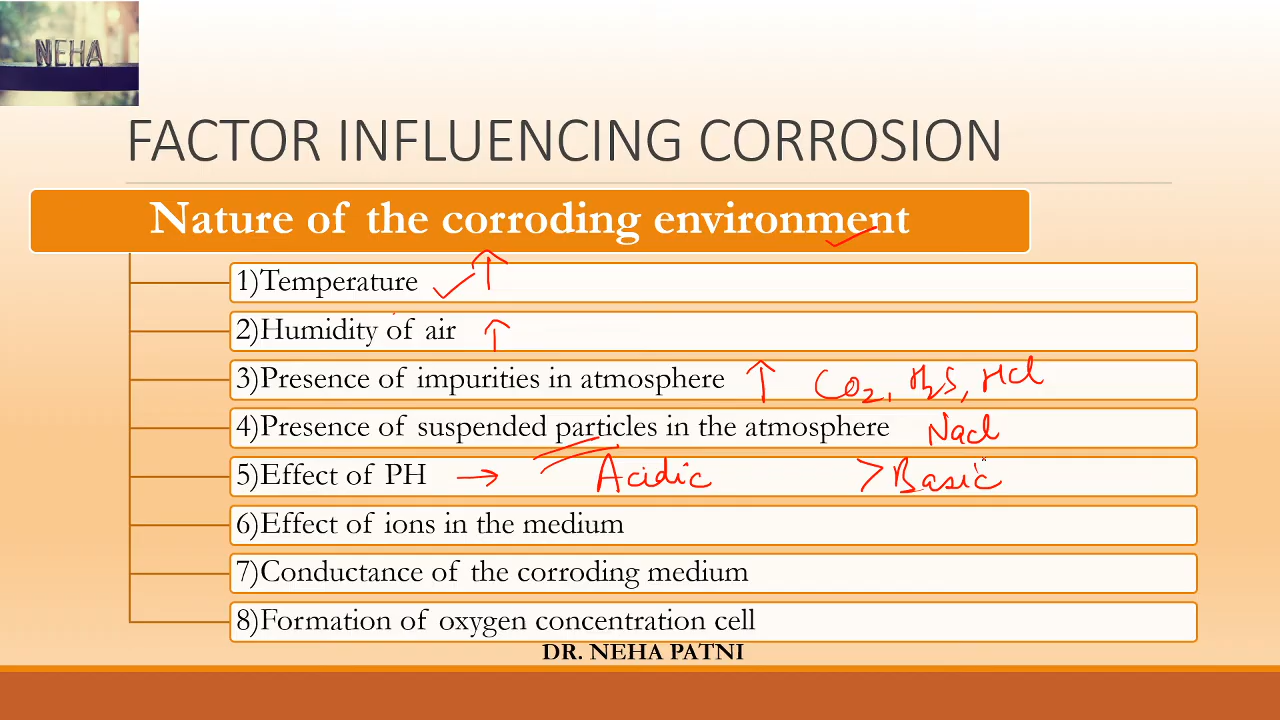 NEHA
FACTOR INFLUENCING CORROSION
Nature of the corroding environment
1)Temperature ↑
2)Humidity of air ↑
3)Presence of impurities in atmosphere ↑ CO2, H2S, HCl
4)Presence of suspended particles in the atmosphere Nacl
5)Effect of PH → Acidic > Basic
6)Effect of ions in the medium
7)Conductance of the corroding medium
8)Formation of oxygen concentration cell
DR. NEHA PATNI